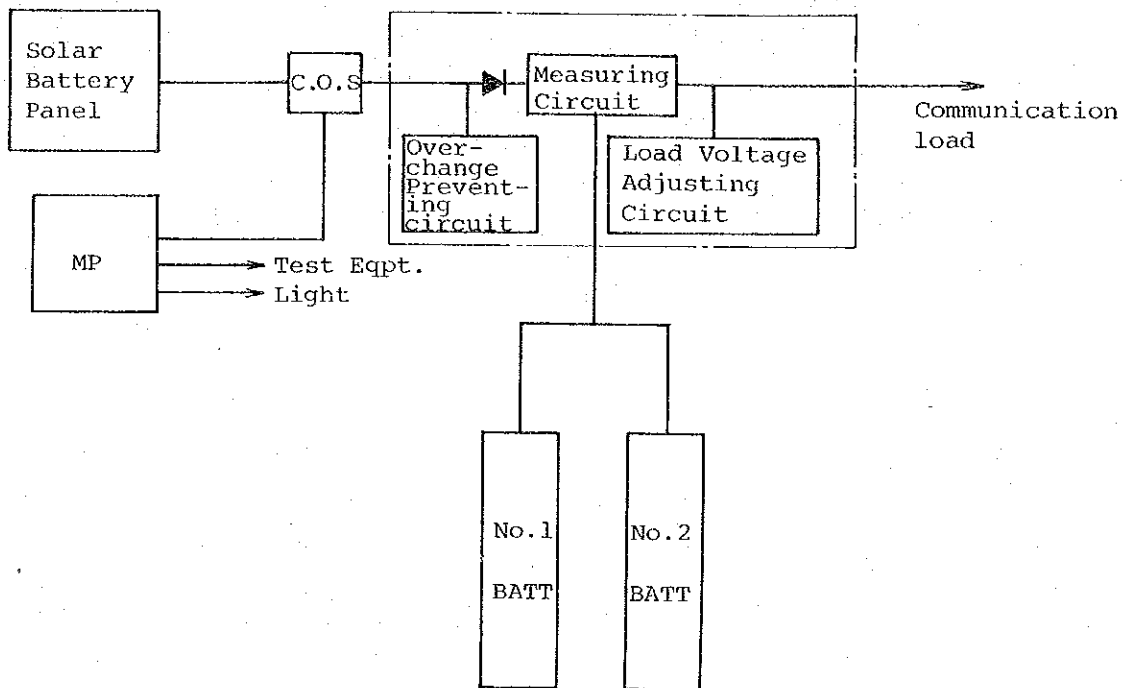 Solar
Battery
Panel
C.O.S
Measuring
Circuit
Communication
load
Over-
change
Prevent-
ing
circuit
Load Voltage
Adjusting
Circuit
MP
Test Eqpt.
Light
No.1
BATT
No.2
BATT